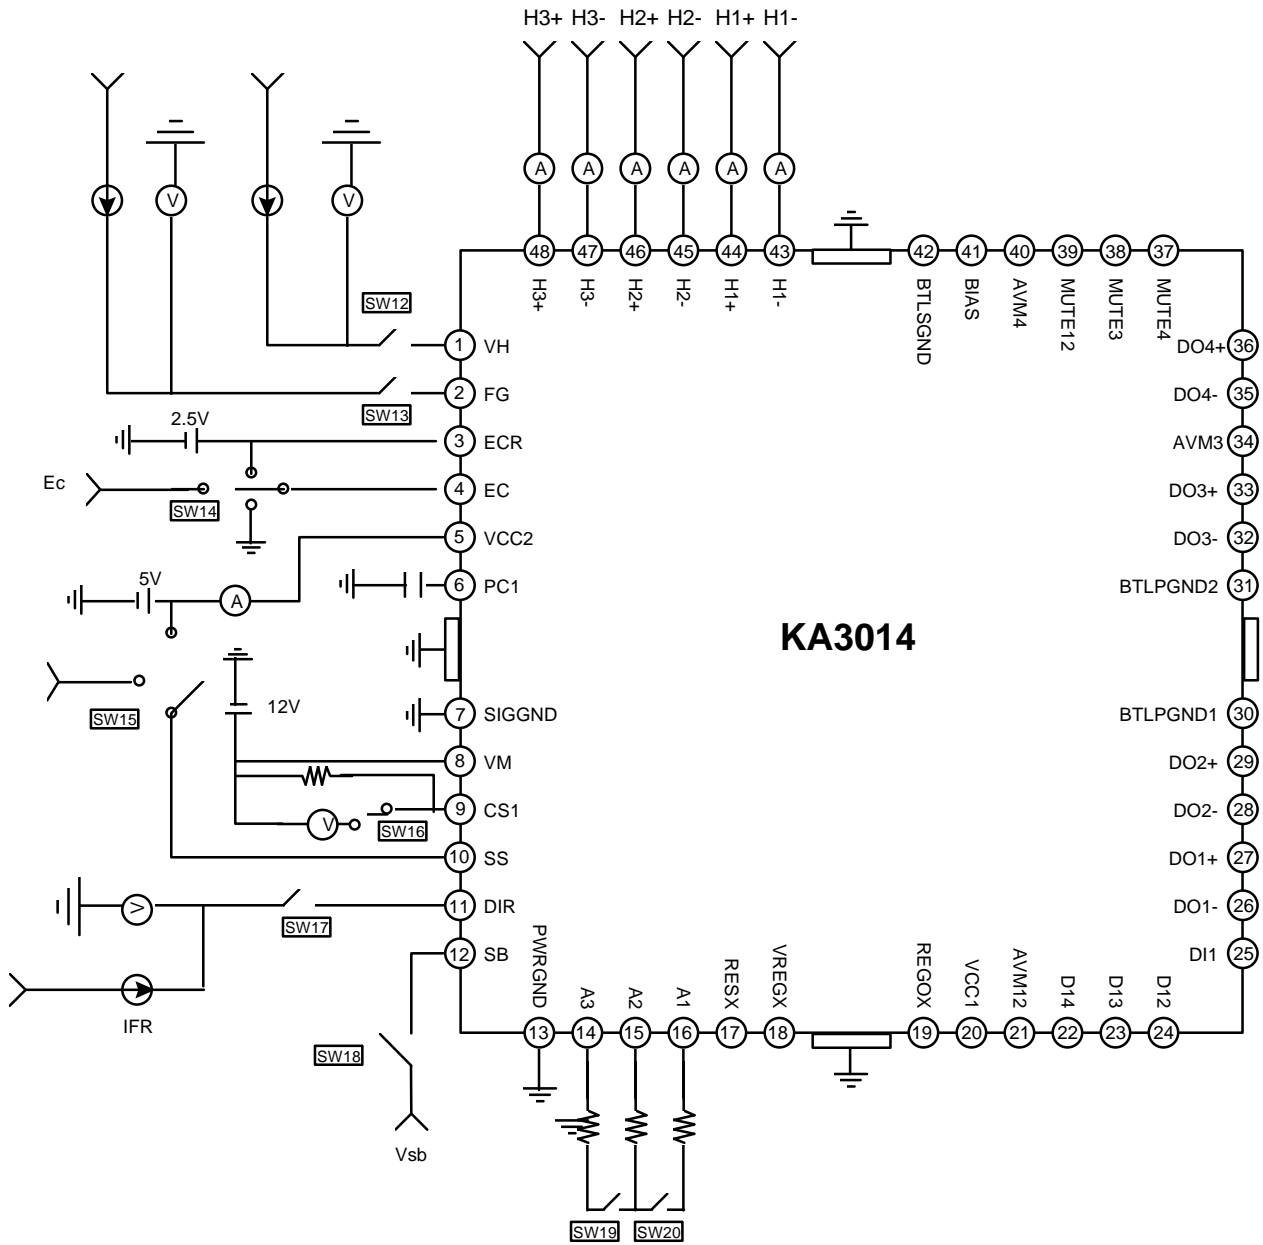 H3+ H3- H2+ H2- H1+ H1-
V V
A A A A A A
48 47 46 45 44 43 42 41 40 39 38 37
H3+ H3- H2+ H2- H1+ H1- BTLSGND BIAS AVM4 MUTE12 MUTE3 MUTE4
SW12
1 VH
2 FG
SW13
2.5V
3 ECR
Ec
4 EC
SW14
5 VCC2
5V
A
6 PC1
KA3014
SW15
12V
7 SIGGND
8 VM
9 CS1
V
SW16
10 SS
11 DIR
V
SW17
12 SB
IFR
SW18
Vsb
DO4+ 36
DO4- 35
AVM3 34
DO3+ 33
DO3- 32
BTLPGND2 31
BTLPGND1 30
DO2+ 29
DO2- 28
DO1+ 27
DO1- 26
DI1 25
PWRGND A3 A2 A1 RESX VREGX REGOX VCC1 AVM12 D14 D13 D12
13 14 15 16 17 18 19 20 21 22 23 24
SW19 SW20